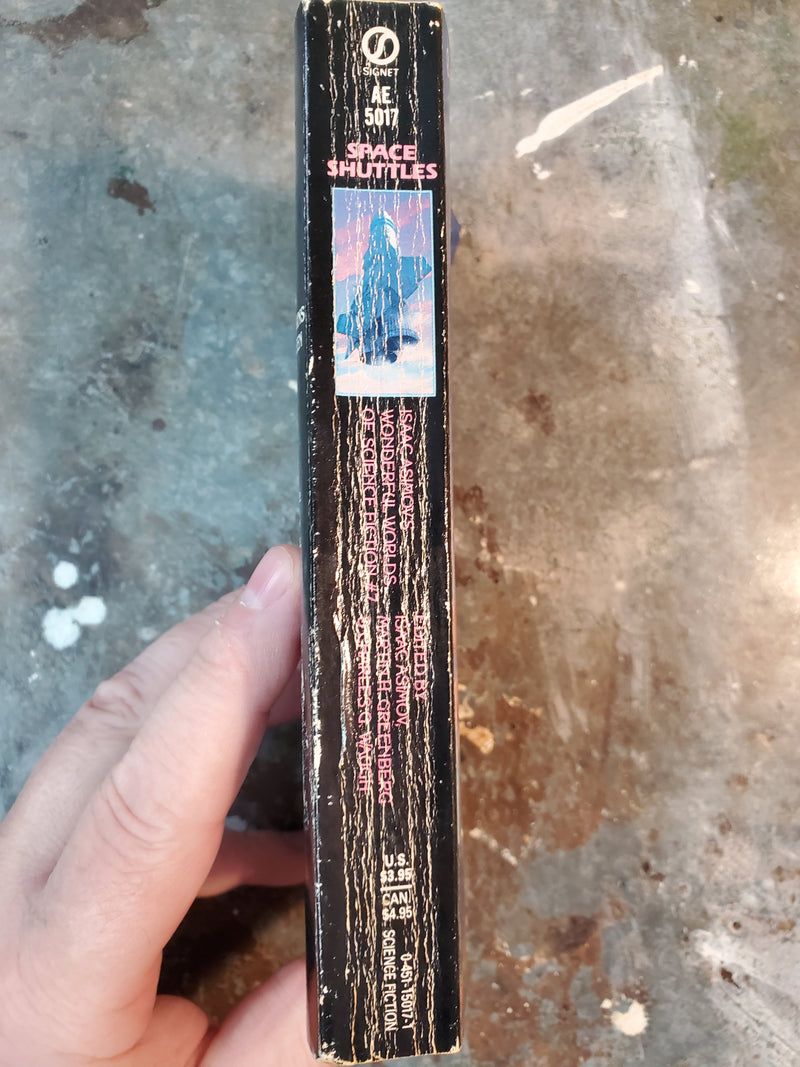 SIGNET
AE
5017
SPACE
SHUTTLES
ISAAC ASIMOV'S
WONDERFUL WORLDS
OF SCIENCE FICTION #7
EDITED BY
ISAAC ASIMOV,
MARTIN H. GREENBERG
& CHARLES G. WAUGH
U.S.
$3.95
CAN.
$4.95
0-451-15017-1
SCIENCE FICTION